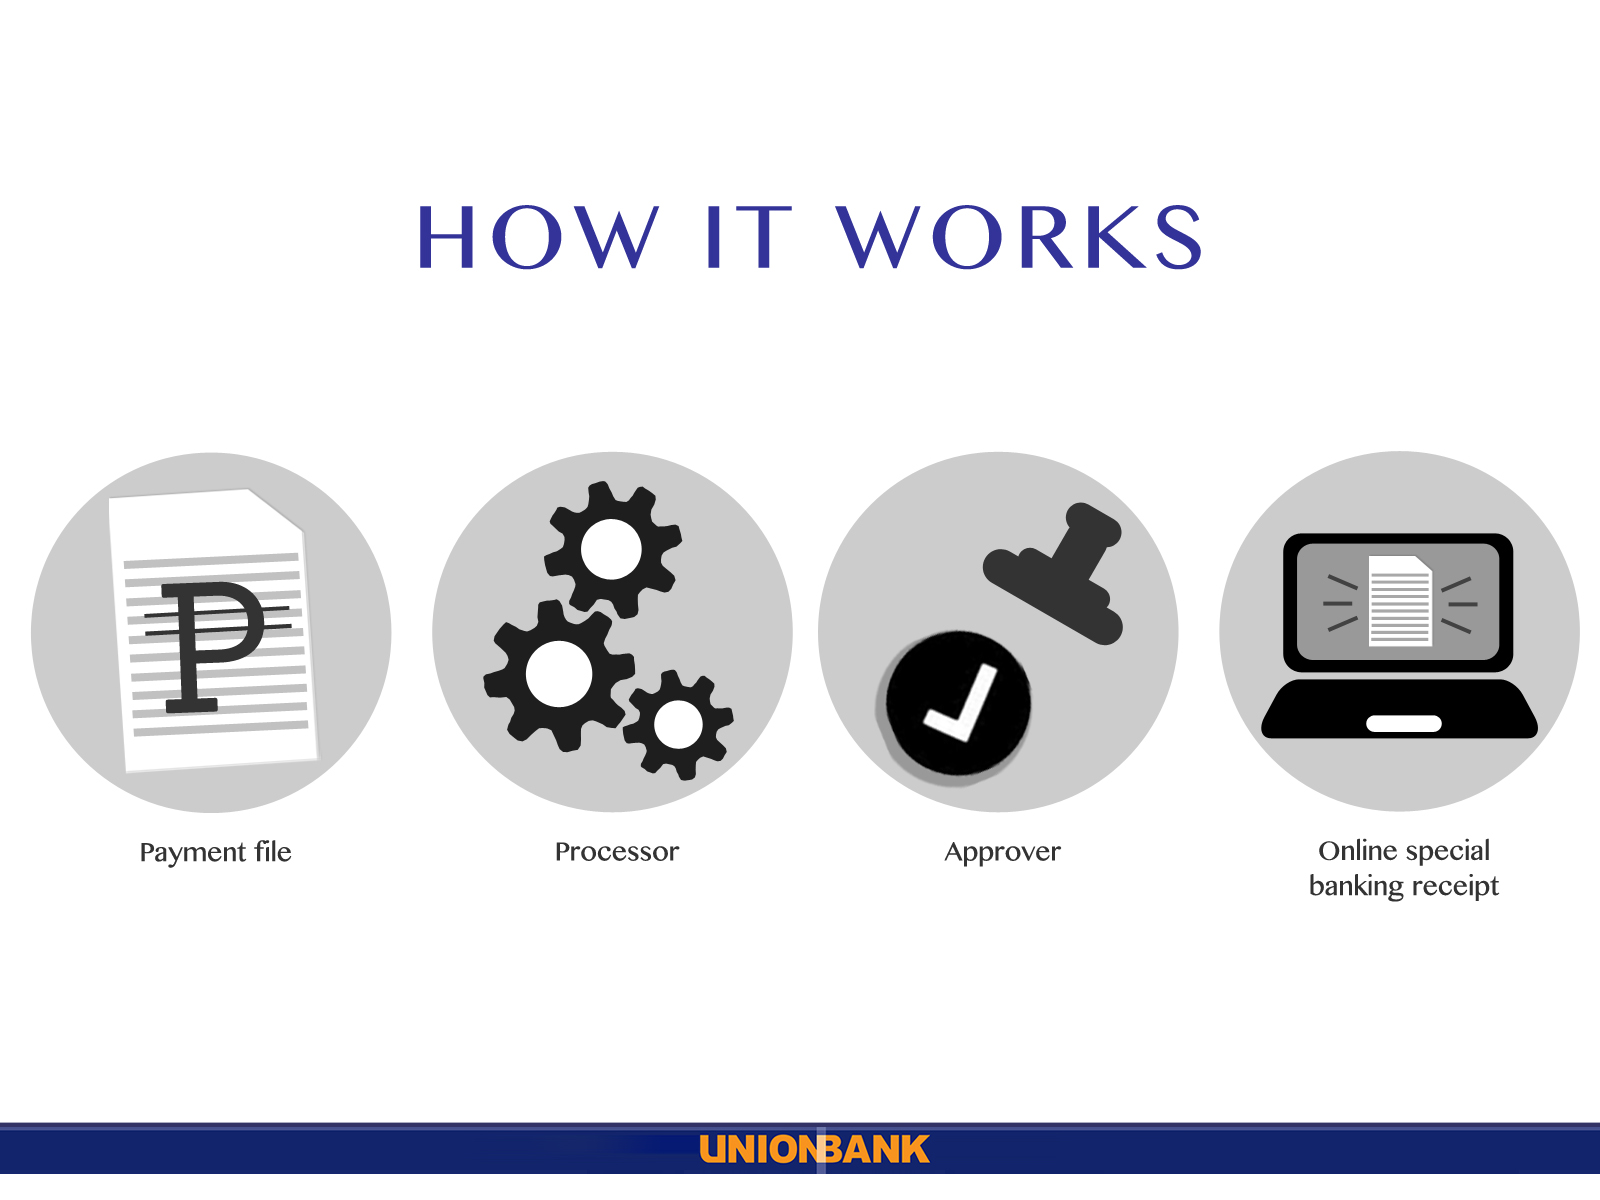 HOW IT WORKS
P
Payment file
Processor
Approver
Online special
banking receipt
UNIONBANK